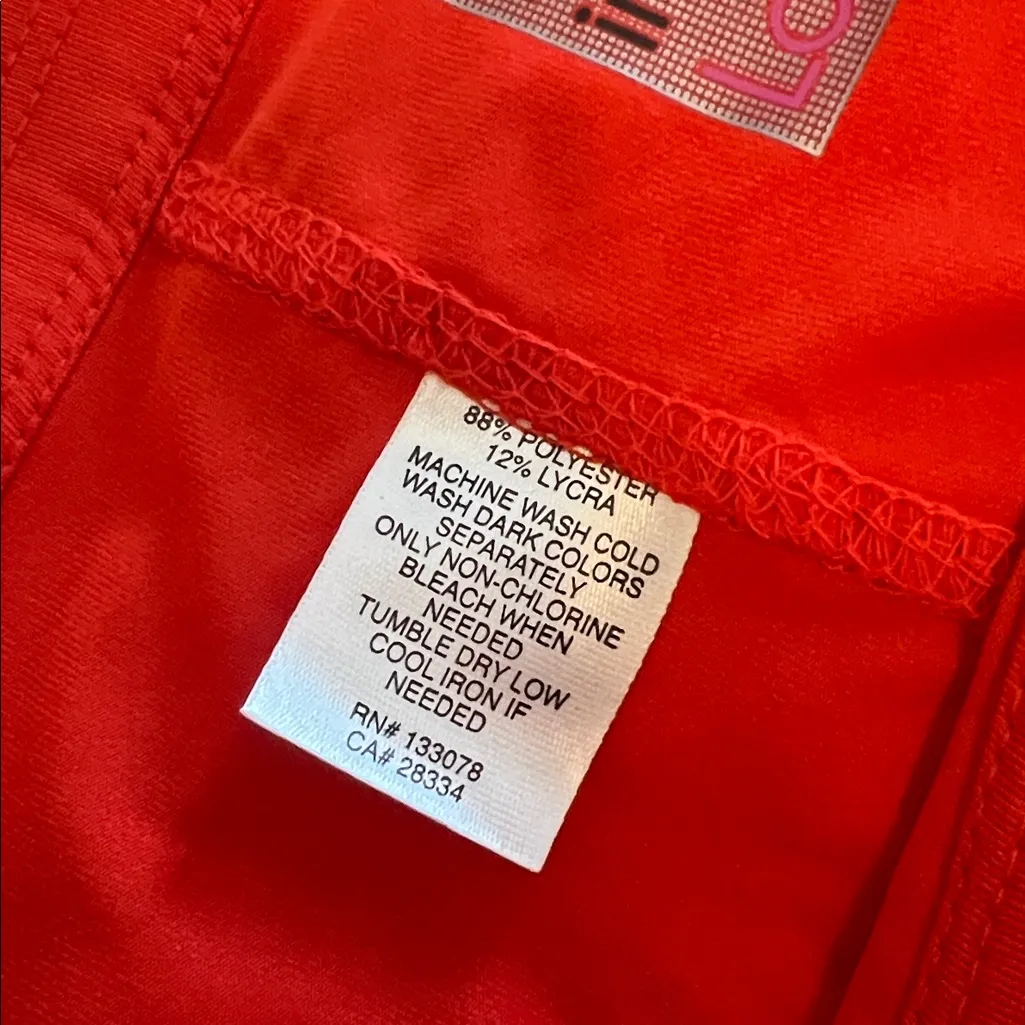 88% POLYESTER
12% LYCRA
MACHINE WASH COLD
WASH DARK COLORS
SEPARATELY
ONLY NON-CHLORINE
BLEACH WHEN
NEEDED
TUMBLE DRY LOW
COOL IRON IF
NEEDED
RN# 133078
CA# 28334